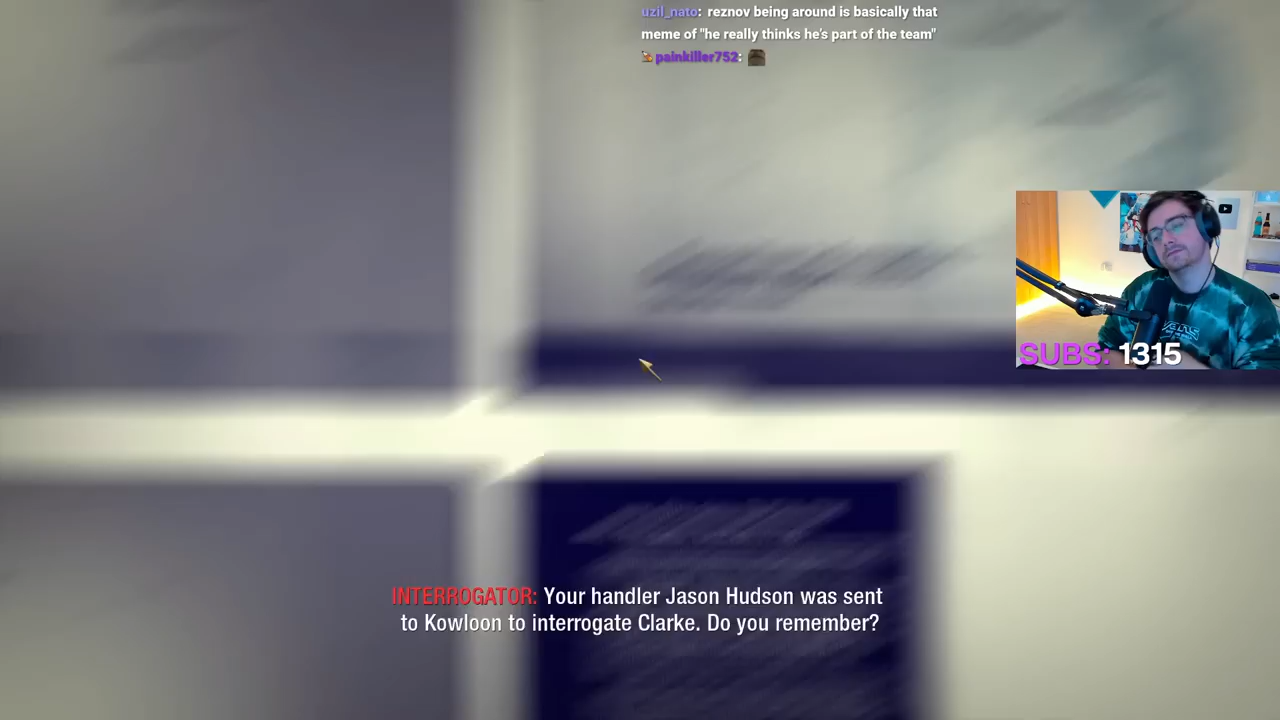 uzil_nato: reznov being around is basically that
meme of "he really thinks he's part of the team"
painkiller752:
VANS
SUBS: 1315
INTERROGATOR: Your handler Jason Hudson was sent
to Kowloon to interrogate Clarke. Do you remember?